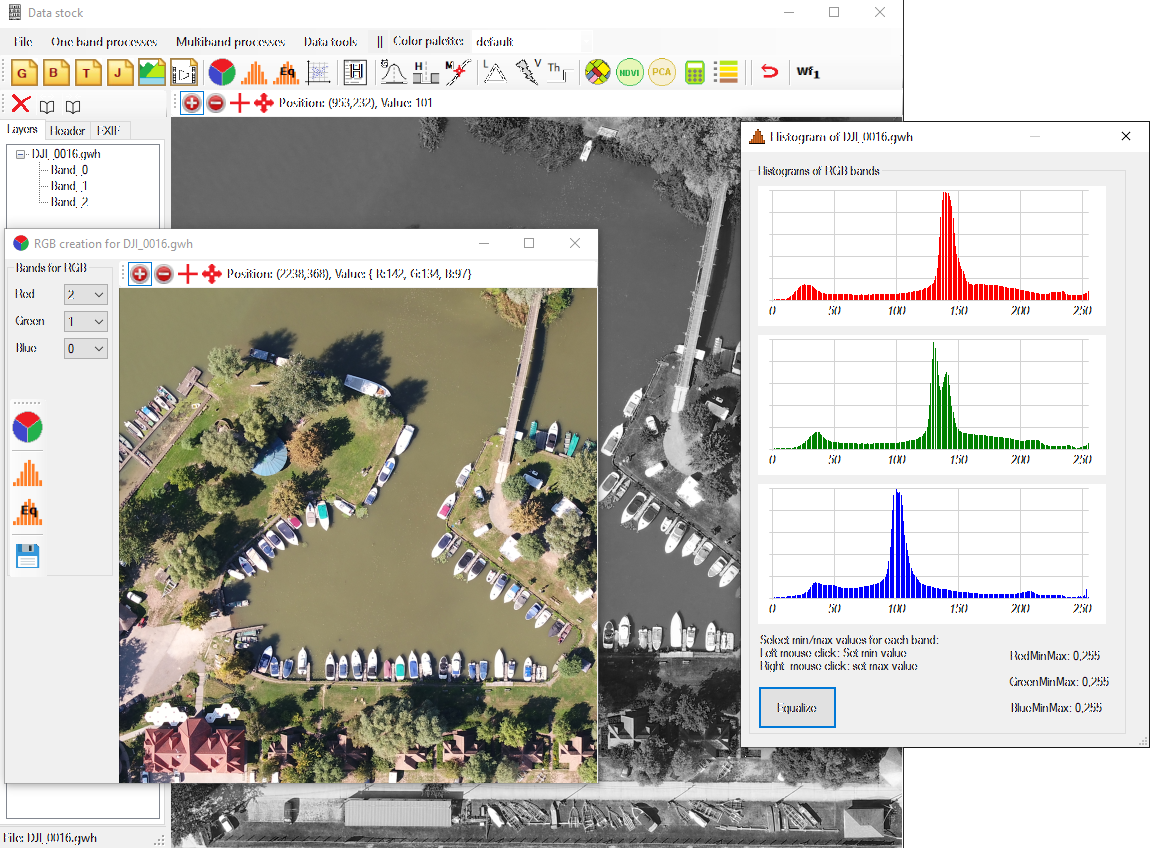 Data stock
File One band processes Multiband processes Data tools || Color palette: default
G B T J Eq H H M L V Th NDVI PCA Wf1
Position: (953,232), Value: 101
Layers Header EXIF
DJI_0016.gwh
Band_0
Band_1
Band_2
RGB creation for DJI_0016.gwh
Bands for RGB
Position: (2238,368), Value: { R:142, G:134, B:97}
Red 2
Green 1
Blue 0
Eq
File: DJI_0016.gwh
Histogram of DJI_0016.gwh
Histograms of RGB bands
0 50 100 150 200 250
0 50 100 150 200 250
0 50 100 150 200 250
Select min/max values for each band:
Left mouse click: Set min value
Right mouse click: set max value
RedMinMax: 0,255
GreenMinMax: 0,255
BlueMinMax: 0,255
Equalize